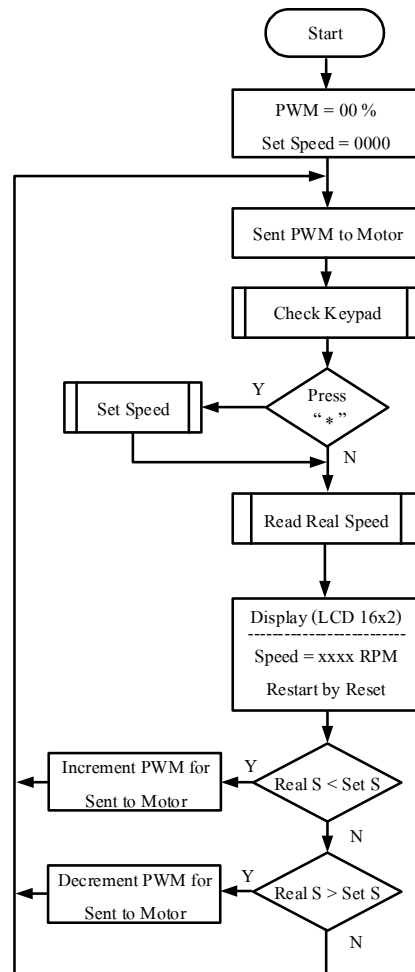 Start
PWM = 00 %
Set Speed = 0000
Sent PWM to Motor
Check Keypad
Press
“ * ”
Y
N
Set Speed
Read Real Speed
Display (LCD 16x2)
Speed = xxxx RPM
Restart by Reset
Real S < Set S
Y
N
Increment PWM for
Sent to Motor
Real S > Set S
Y
N
Decrement PWM for
Sent to Motor